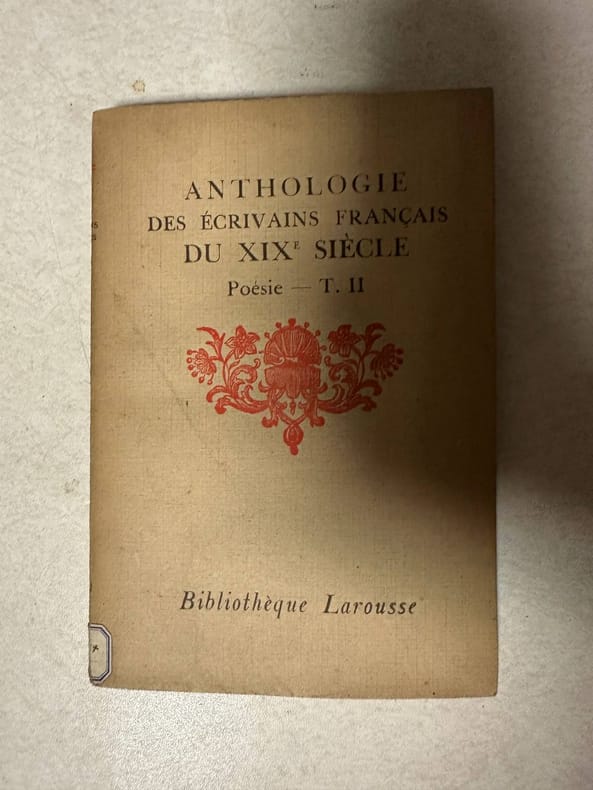 ANTHOLOGIE
DES ÉCRIVAINS FRANÇAIS
DU XIXE SIÈCLE
Poésie — T. II
Bibliothèque Larousse